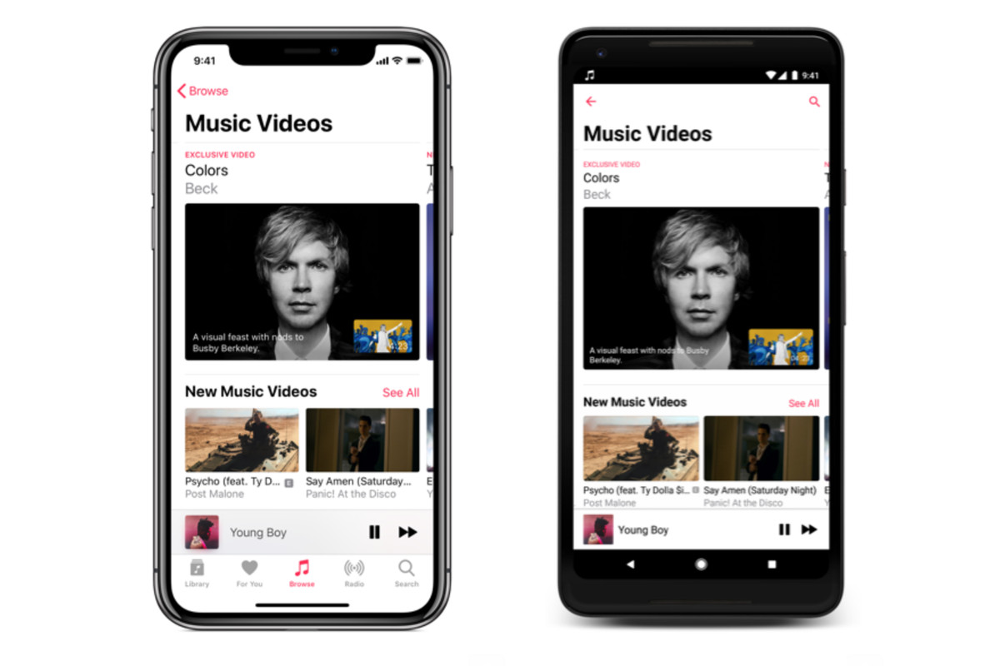 9:41
Browse
Music Videos
EXCLUSIVE VIDEO
Colors
Beck
A visual feast with nods to
Busby Berkeley.
New Music Videos
See All
Psycho (feat. Ty D... E
Post Malone
Say Amen (Saturday...
Panic! At the Disco
Young Boy
Library
For You
Browse
Radio
Search
9:41
Music Videos
EXCLUSIVE VIDEO
Colors
Beck
A visual feast with nods to Busby
Berkeley.
New Music Videos
See All
Psycho (feat. Ty Dolla $i... E
Post Malone
Say Amen (Saturday Night)
Panic! At the Disco
Young Boy